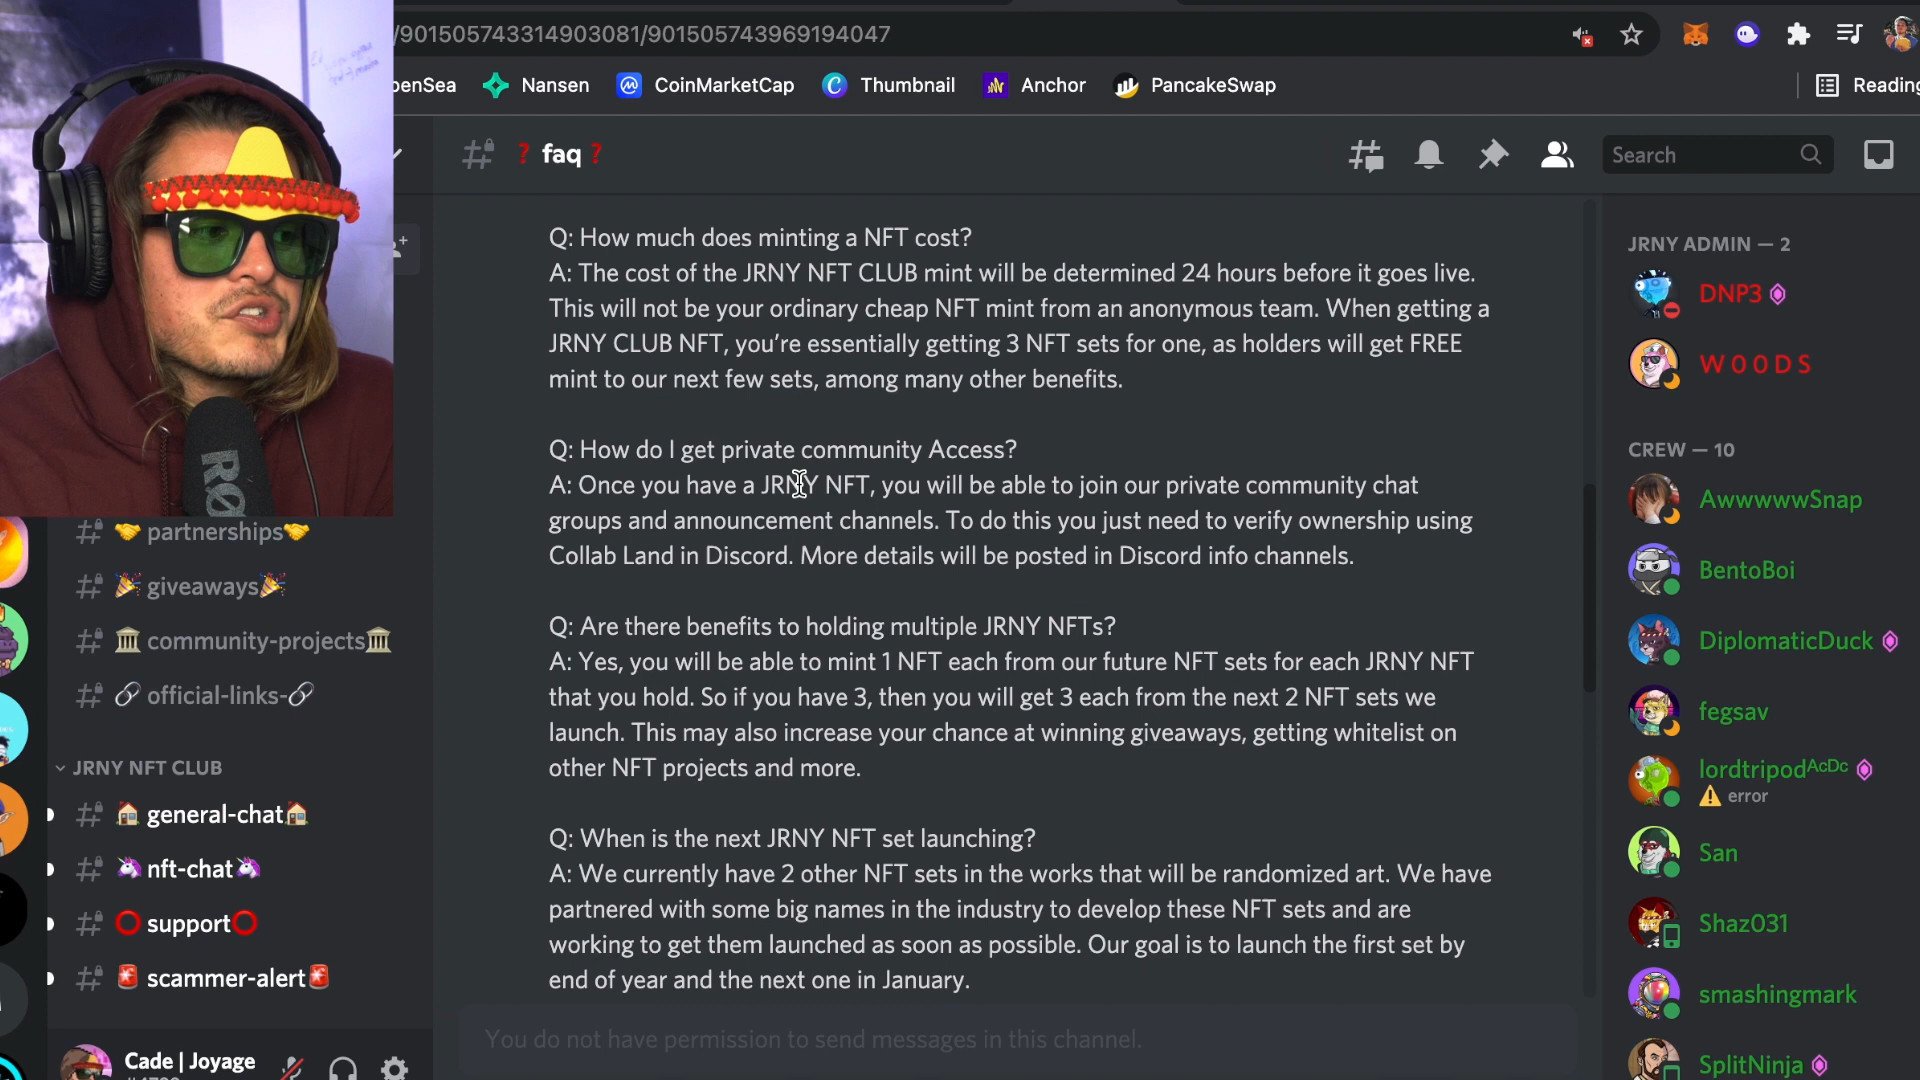 /901505743314903081/901505743969194047
penSea Nansen CoinMarketCap Thumbnail Anchor PancakeSwap Reading
❓ faq ❓
Search
Q: How much does minting a NFT cost?
A: The cost of the JRNY NFT CLUB mint will be determined 24 hours before it goes live.
This will not be your ordinary cheap NFT mint from an anonymous team. When getting a
JRNY CLUB NFT, you're essentially getting 3 NFT sets for one, as holders will get FREE
mint to our next few sets, among many other benefits.
Q: How do I get private community Access?
A: Once you have a JRNY NFT, you will be able to join our private community chat
groups and announcement channels. To do this you just need to verify ownership using
Collab Land in Discord. More details will be posted in Discord info channels.
Q: Are there benefits to holding multiple JRNY NFTs?
A: Yes, you will be able to mint 1 NFT each from our future NFT sets for each JRNY NFT
that you hold. So if you have 3, then you will get 3 each from the next 2 NFT sets we
launch. This may also increase your chance at winning giveaways, getting whitelist on
other NFT projects and more.
Q: When is the next JRNY NFT set launching?
A: We currently have 2 other NFT sets in the works that will be randomized art. We have
partnered with some big names in the industry to develop these NFT sets and are
working to get them launched as soon as possible. Our goal is to launch the first set by
end of year and the next one in January.
You do not have permission to send messages in this channel.
RØ
partnerships
giveaways
community-projects
official-links-
JRNY NFT CLUB
general-chat
nft-chat
support
scammer-alert
Cade | Joyage
JRNY ADMIN — 2
DNP3
W O O D S
CREW — 10
AwwwwwSnap
BentoBoi
DiplomaticDuck
fegsav
lordtripodAcDc
error
San
Shaz031
smashingmark
SplitNinja